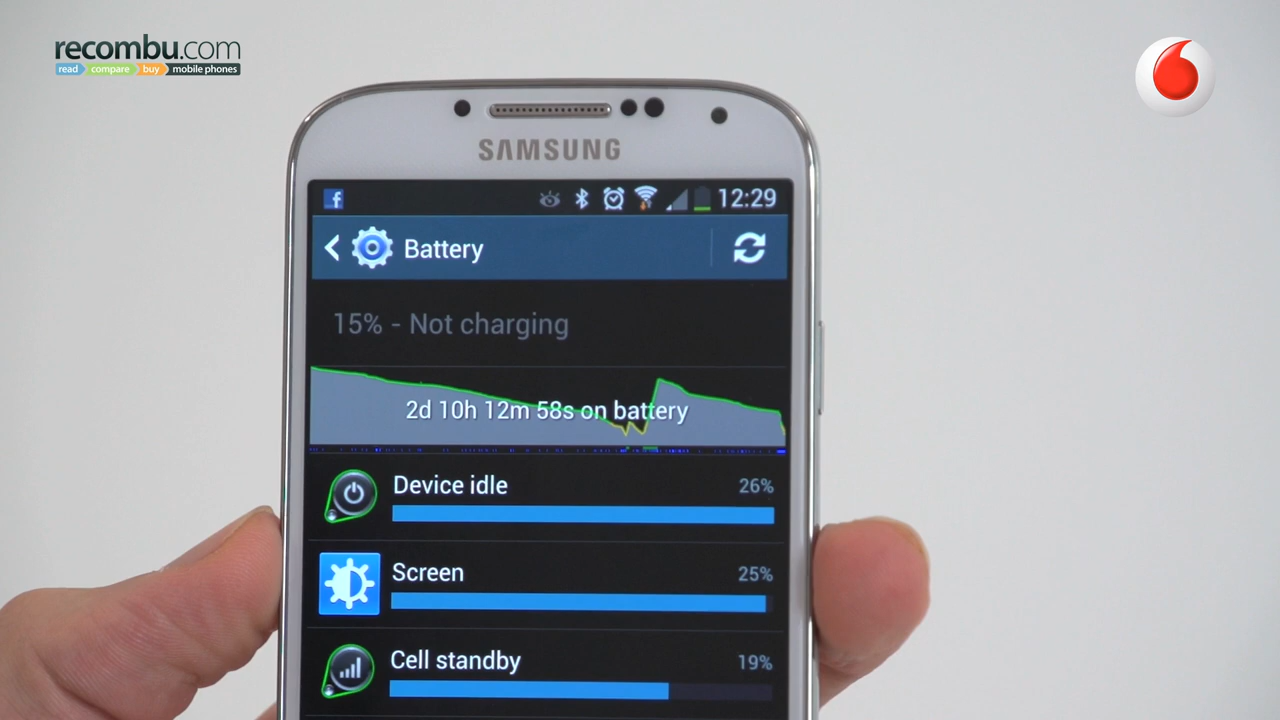 recombu.com
read compare buy mobile phones
SAMSUNG
f
12:29
Battery
15% - Not charging
2d 10h 12m 58s on battery
Device idle 26%
Screen 25%
Cell standby 19%